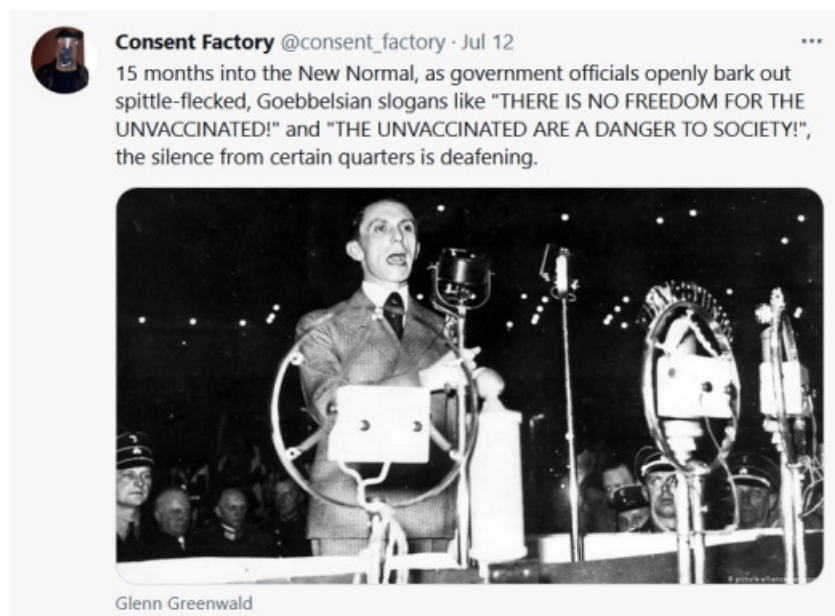 Consent Factory @consent_factory · Jul 12
15 months into the New Normal, as government officials openly bark out
spittle-flecked, Goebbelsian slogans like "THERE IS NO FREEDOM FOR THE
UNVACCINATED!" and "THE UNVACCINATED ARE A DANGER TO SOCIETY!",
the silence from certain quarters is deafening.
Glenn Greenwald